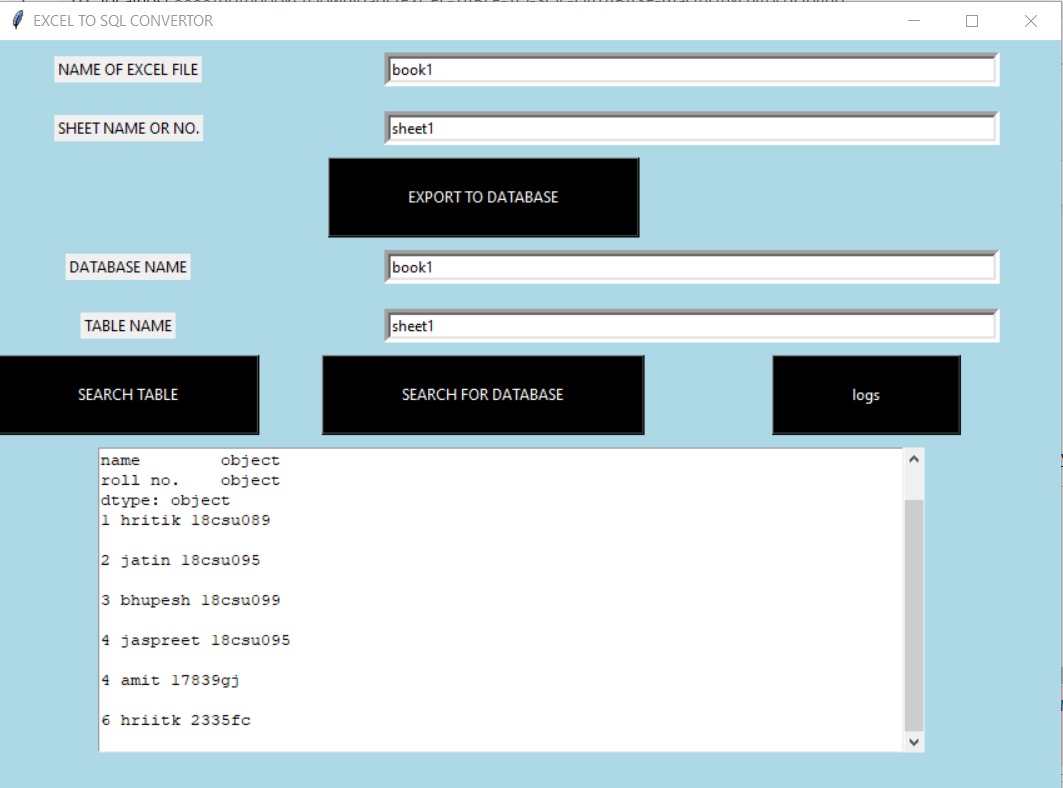 EXCEL TO SQL CONVERTOR
NAME OF EXCEL FILE book1
SHEET NAME OR NO. sheet1
EXPORT TO DATABASE
DATABASE NAME book1
TABLE NAME sheet1
SEARCH TABLE SEARCH FOR DATABASE logs
name object
roll no. object
dtype: object
1 hritik 18csu089
2 jatin 18csu095
3 bhupesh 18csu099
4 jaspreet 18csu095
4 amit 17839gj
6 hriitk 2335fc